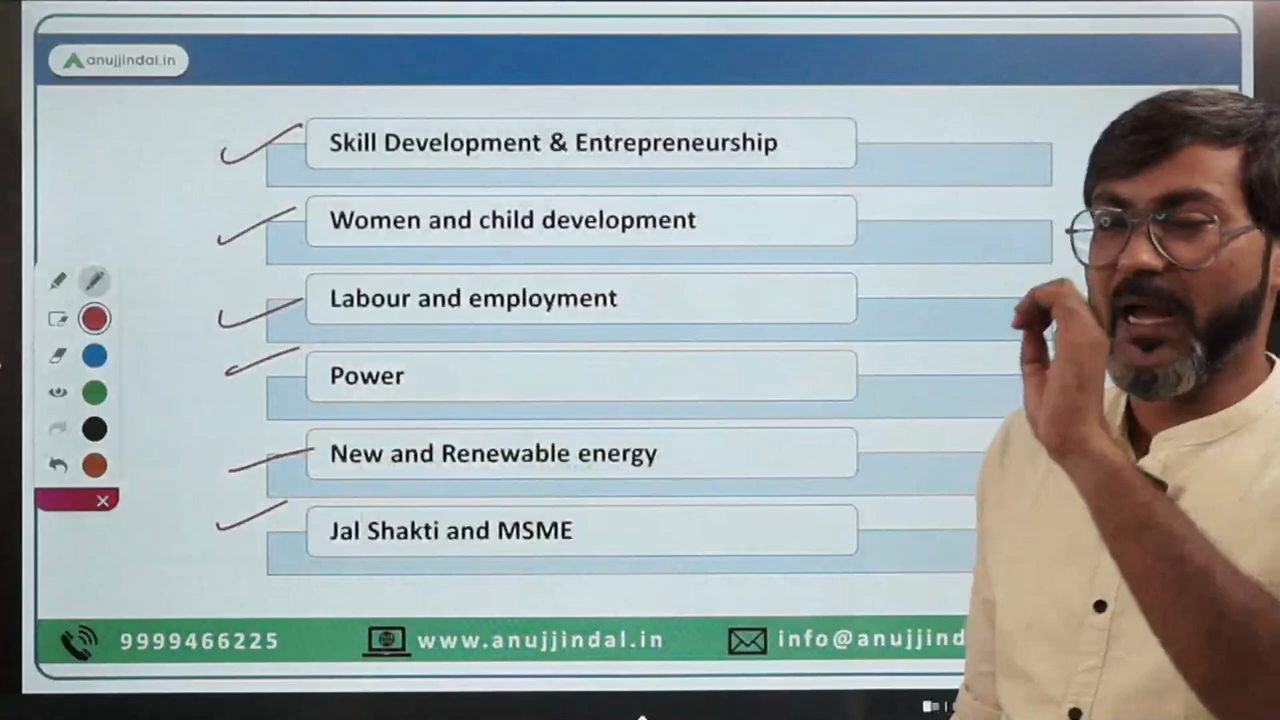 anujjindal.in
Skill Development & Entrepreneurship
Women and child development
Labour and employment
Power
New and Renewable energy
Jal Shakti and MSME
9999466225 www.anujjindal.in info@anujjind